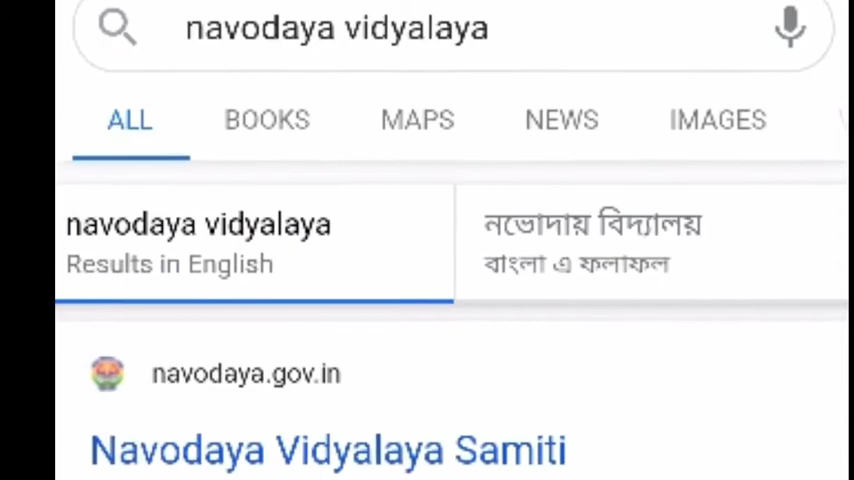 navodaya vidyalaya
ALL BOOKS MAPS NEWS IMAGES
navodaya vidyalaya
Results in English
নভোদায় বিদ্যালয়
বাংলা এ ফলাফল
navodaya.gov.in
Navodaya Vidyalaya Samiti